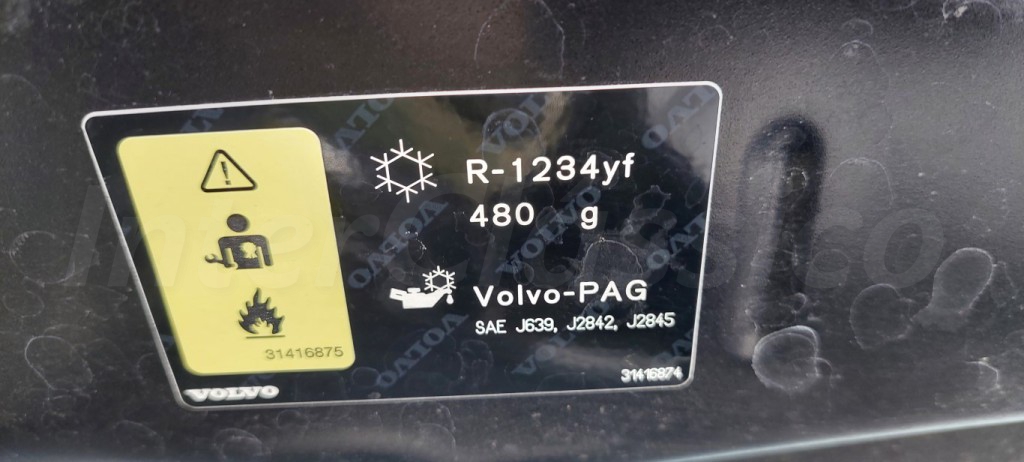 R-1234yf
480 g
Volvo-PAG
SAE J639, J2842, J2845
31416875
31416874
VOLVO